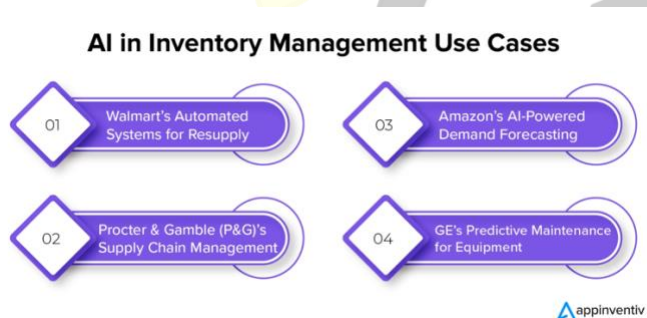 AI in Inventory Management Use Cases
01
Walmart's Automated
Systems for Resupply
02
Procter & Gamble (P&G)'s
Supply Chain Management
03
Amazon's AI-Powered
Demand Forecasting
04
GE's Predictive Maintenance
for Equipment
appinventiv